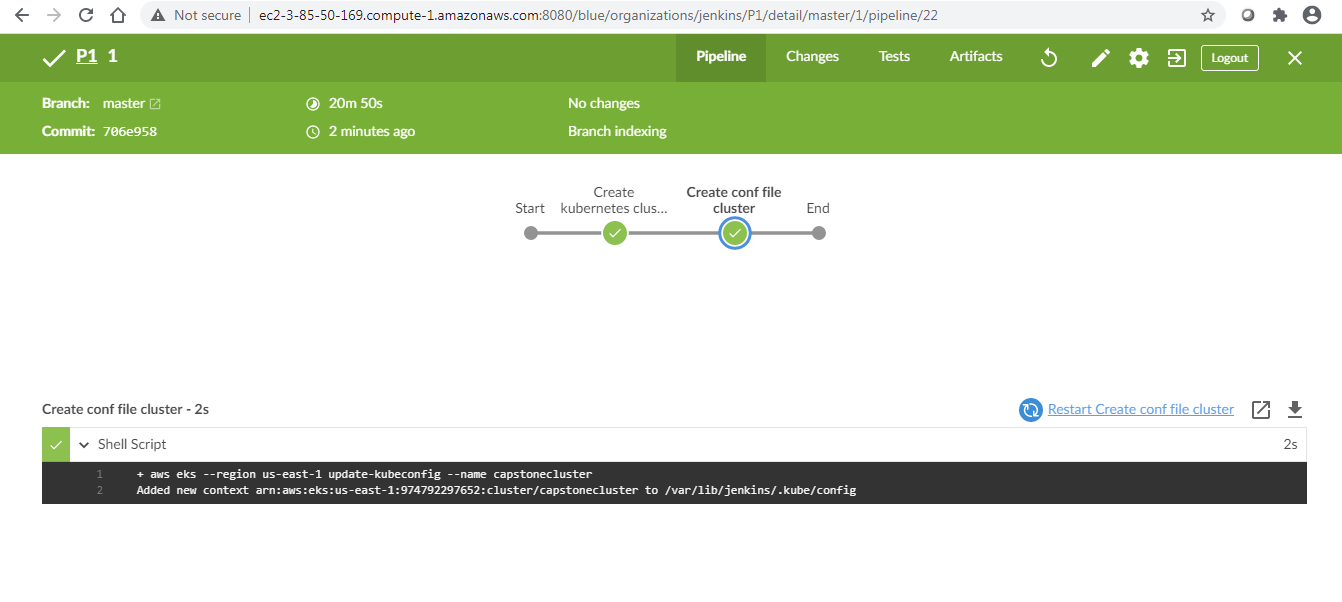 Not secure ec2-3-85-50-169.compute-1.amazonaws.com:8080/blue/organizations/jenkins/P1/detail/master/1/pipeline/22
P1 1 Pipeline Changes Tests Artifacts Logout
Branch: master 20m 50s No changes
Commit: 706e958 2 minutes ago Branch indexing
Create Create conf file
Start kubernetes clus... cluster End
Create conf file cluster - 2s Restart Create conf file cluster
Shell Script 2s
1 + aws eks --region us-east-1 update-kubeconfig --name capstonecluster
2 Added new context arn:aws:eks:us-east-1:974792297652:cluster/capstonecluster to /var/lib/jenkins/.kube/config